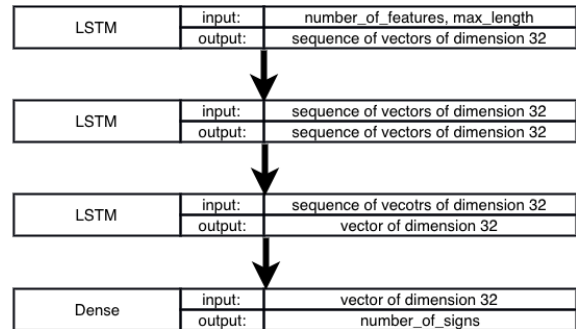 LSTM
input: number_of_features, max_length
output: sequence of vectors of dimension 32
LSTM
input: sequence of vectors of dimension 32
output: sequence of vectors of dimension 32
LSTM
input: sequence of vecotrs of dimension 32
output: vector of dimension 32
Dense
input: vector of dimension 32
output: number_of_signs